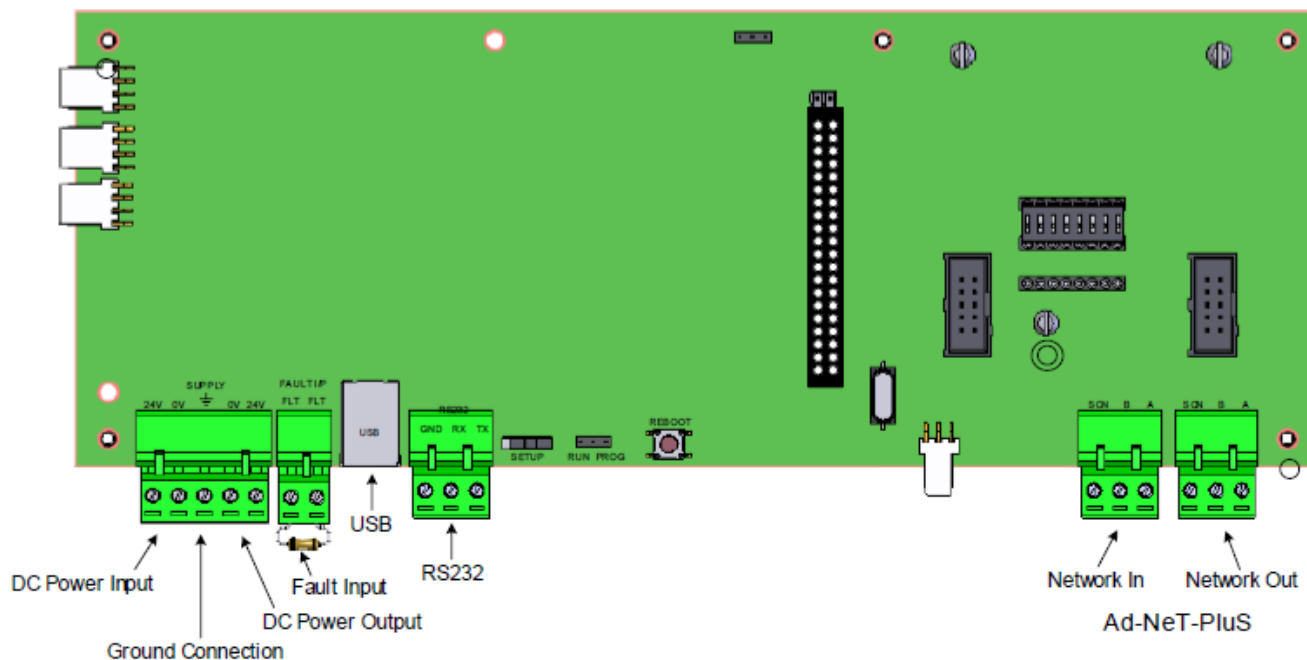 SUPPLY
24V 0V 0V 24V
FAULT I/P
FLT FLT
USB
RS232
GND RX TX
SETUP
RUN PROG
REBOOT
SCN B A
SCN B A
DC Power Input
Ground Connection
DC Power Output
Fault Input
USB
RS232
Network In
Network Out
Ad-NeT-PluS